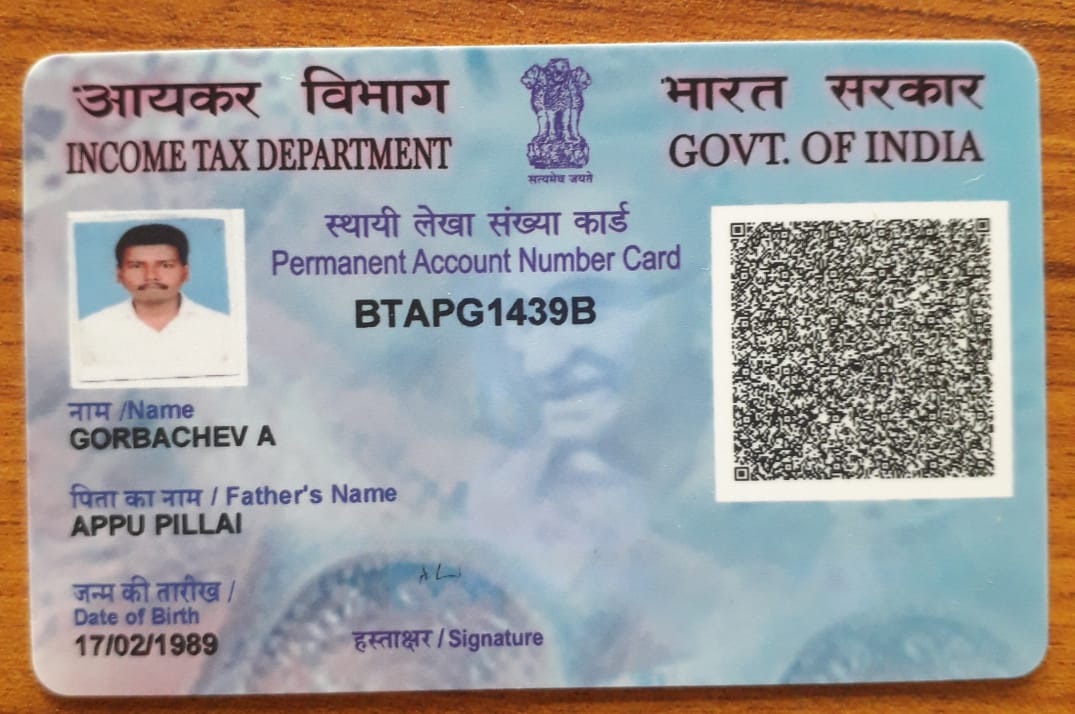 आयकर विभाग
INCOME TAX DEPARTMENT
सत्यमेव जयते
भारत सरकार
GOVT. OF INDIA
स्थायी लेखा संख्या कार्ड
Permanent Account Number Card
BTAPG1439B
नाम /Name
GORBACHEV A
पिता का नाम / Father's Name
APPU PILLAI
जन्म की तारीख /
Date of Birth
17/02/1989
हस्ताक्षर / Signature